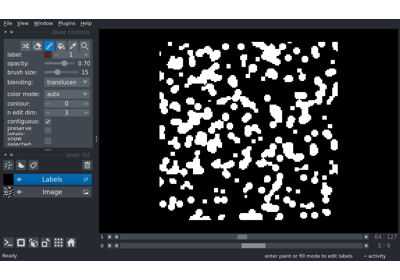 File View Window Plugins Help
layer controls
label: 1
opacity: 0.70
brush size: 15
blending: translucen
color mode: auto
contour: 0
n edit dim: 3
contiguous:
preserve labels:
show selected:
layer list
Labels
Image
1 64 127
0 5 9
Ready enter paint or fill mode to edit labels activity